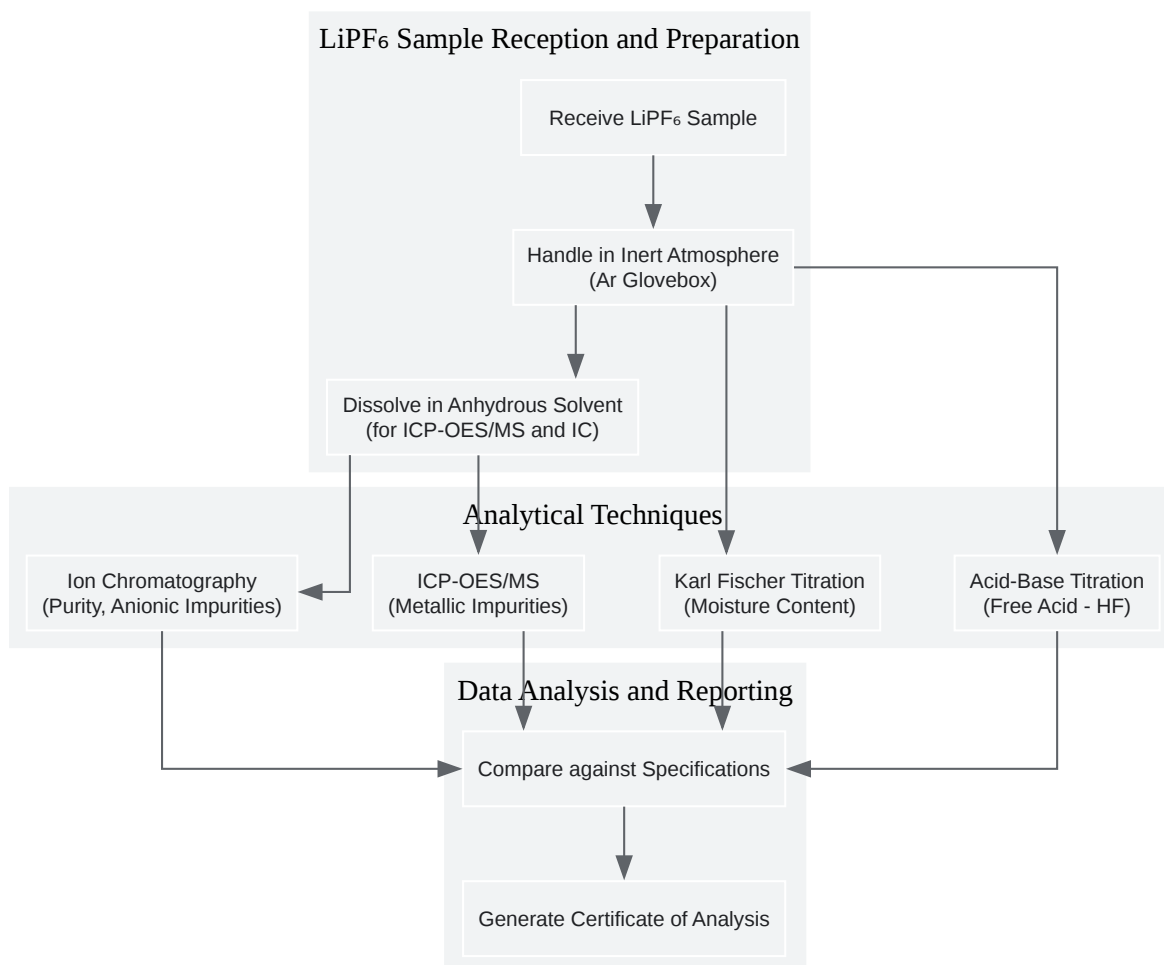 LiPF₆ Sample Reception and Preparation
Receive LiPF₆ Sample
Handle in Inert Atmosphere
(Ar Glovebox)
Dissolve in Anhydrous Solvent
(for ICP-OES/MS and IC)
Analytical Techniques
Ion Chromatography
(Purity, Anionic Impurities)
ICP-OES/MS
(Metallic Impurities)
Karl Fischer Titration
(Moisture Content)
Acid-Base Titration
(Free Acid - HF)
Data Analysis and Reporting
Compare against Specifications
Generate Certificate of Analysis